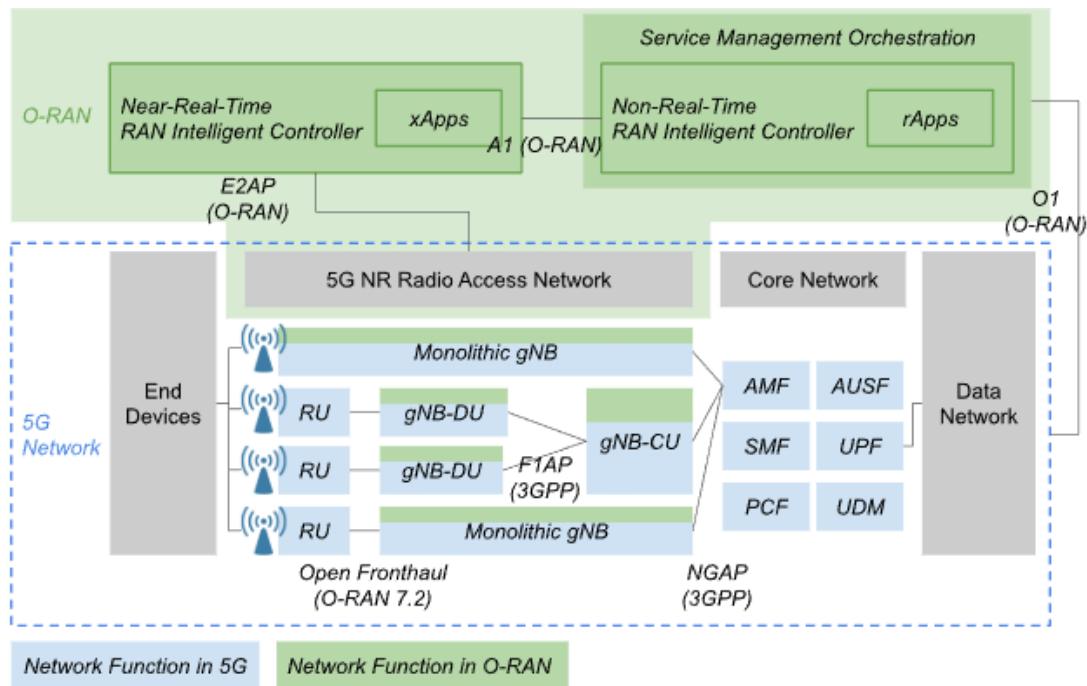 Service Management Orchestration
O-RAN
Near-Real-Time
RAN Intelligent Controller
xApps
A1 (O-RAN)
Non-Real-Time
RAN Intelligent Controller
rApps
E2AP
(O-RAN)
O1
(O-RAN)
5G NR Radio Access Network
Core Network
End
Devices
Monolithic gNB
RU
gNB-DU
gNB-CU
RU
gNB-DU
F1AP
(3GPP)
RU
Monolithic gNB
AMF
AUSF
SMF
UPF
PCF
UDM
Data
Network
5G
Network
Open Fronthaul
(O-RAN 7.2)
NGAP
(3GPP)
Network Function in 5G
Network Function in O-RAN